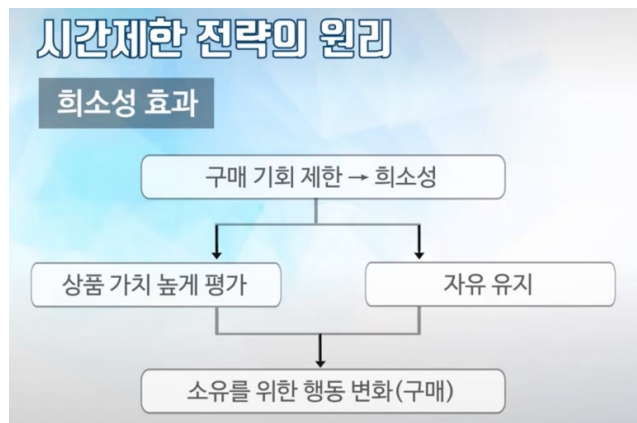 시간제한 전략의 원리
희소성 효과
구매 기회 제한 → 희소성
상품 가치 높게 평가
자유 유지
소유를 위한 행동 변화(구매)